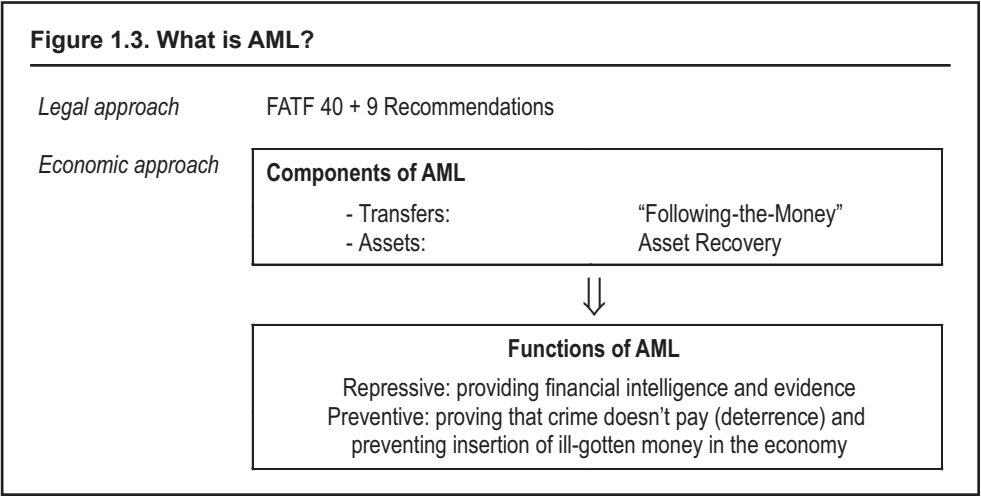 Figure 1.3. What is AML?
Legal approach FATF 40 + 9 Recommendations
Economic approach
Components of AML
- Transfers: “Following-the-Money”
- Assets: Asset Recovery
Functions of AML
Repressive: providing financial intelligence and evidence
Preventive: proving that crime doesn’t pay (deterrence) and
preventing insertion of ill-gotten money in the economy